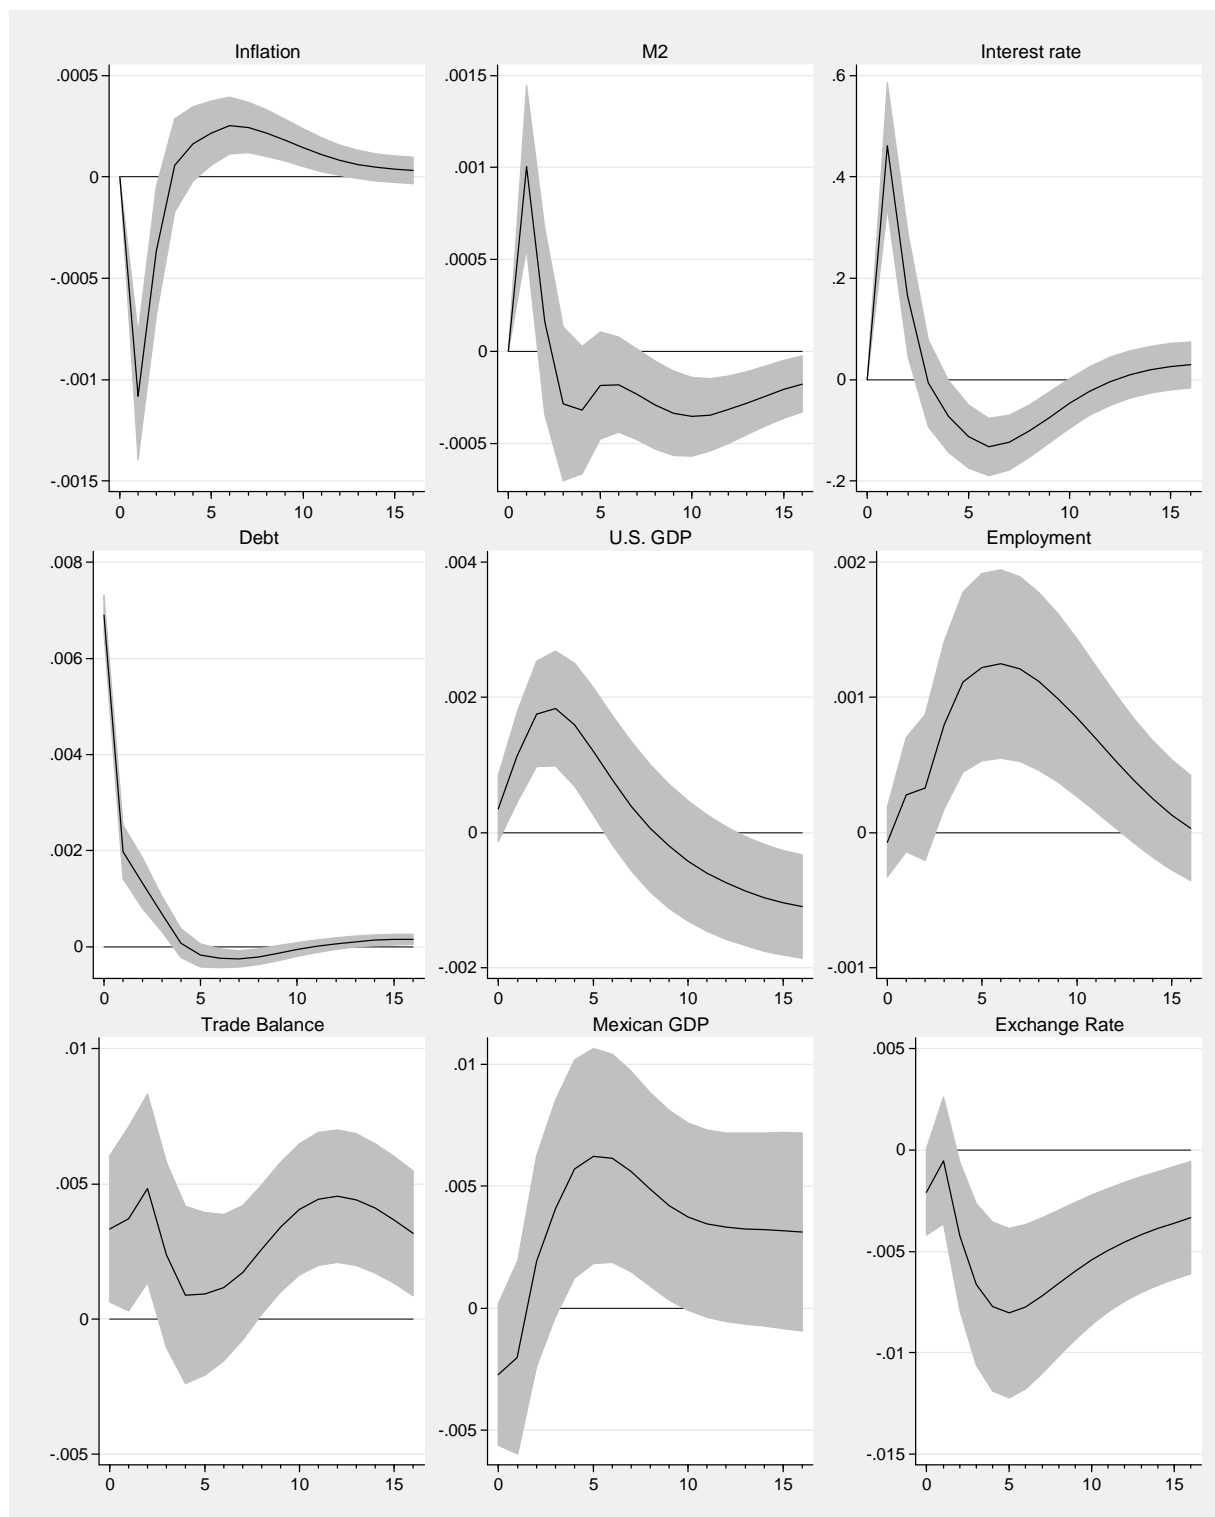 Inflation
.0005
0
-.0005
-.001
-.0015
0 5 10 15
M2
.0015
.001
.0005
0
-.0005
0 5 10 15
Interest rate
.6
.4
.2
0
-.2
0 5 10 15
Debt
.008
.006
.004
.002
0
0 5 10 15
U.S. GDP
.004
.002
0
-.002
0 5 10 15
Employment
.002
.001
0
-.001
0 5 10 15
Trade Balance
.01
.005
0
-.005
0 5 10 15
Mexican GDP
.01
.005
0
-.005
0 5 10 15
Exchange Rate
.005
0
-.005
-.01
-.015
0 5 10 15